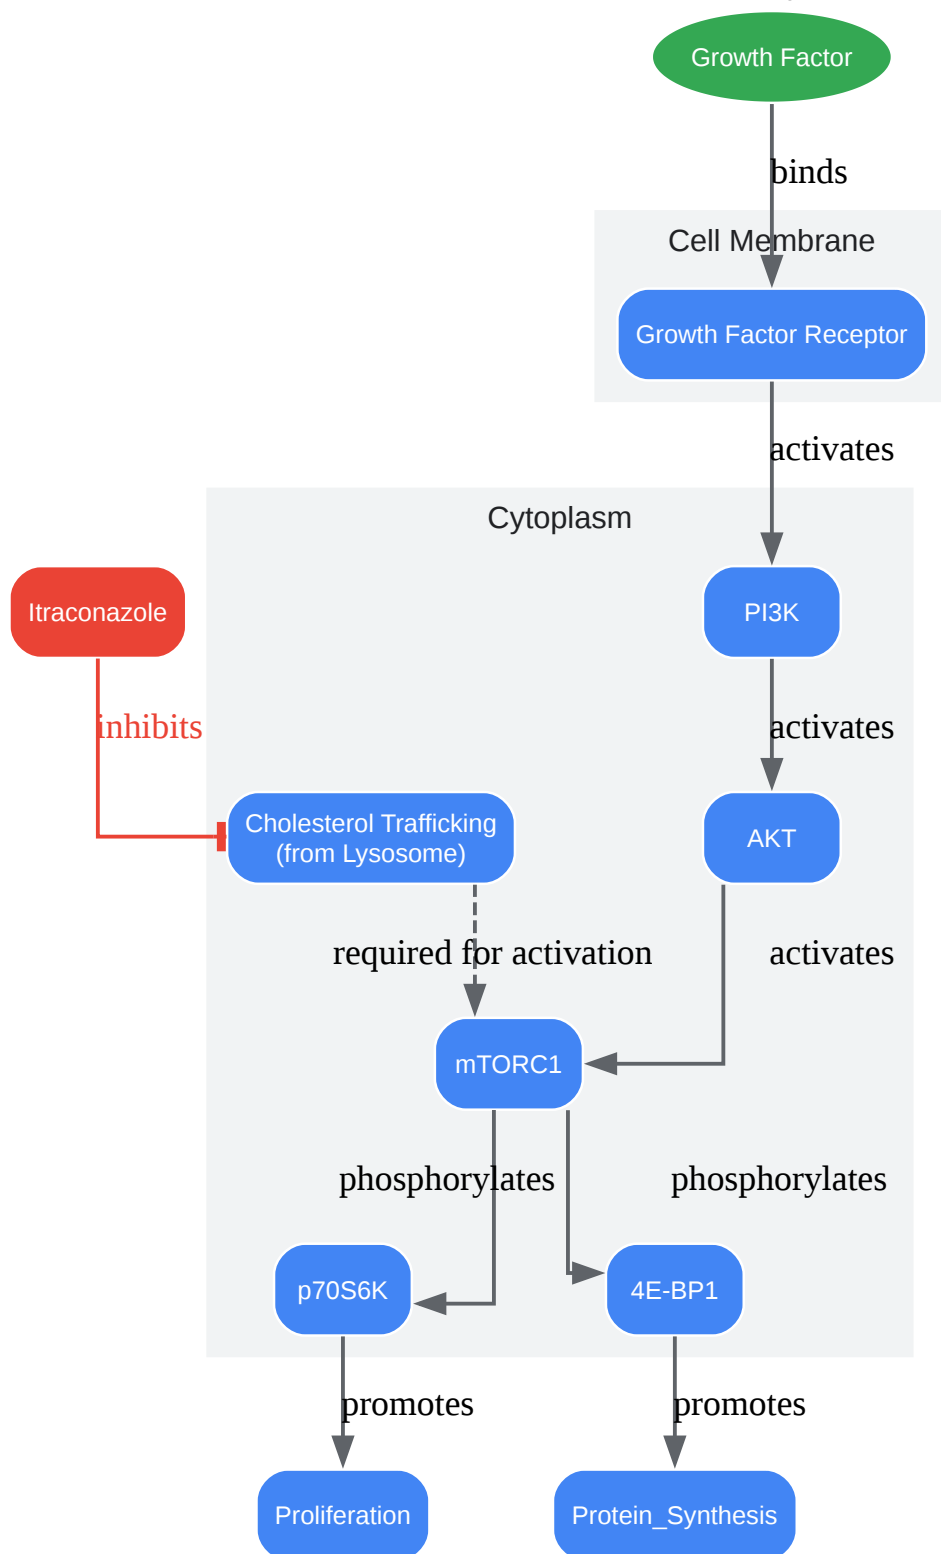 Growth Factor
binds
Cell Membrane
Growth Factor Receptor
activates
Cytoplasm
Itraconazole
PI3K
inhibits
activates
Cholesterol Trafficking
(from Lysosome)
AKT
required for activation
activates
mTORC1
phosphorylates
phosphorylates
p70S6K
4E-BP1
promotes
promotes
Proliferation
Protein_Synthesis